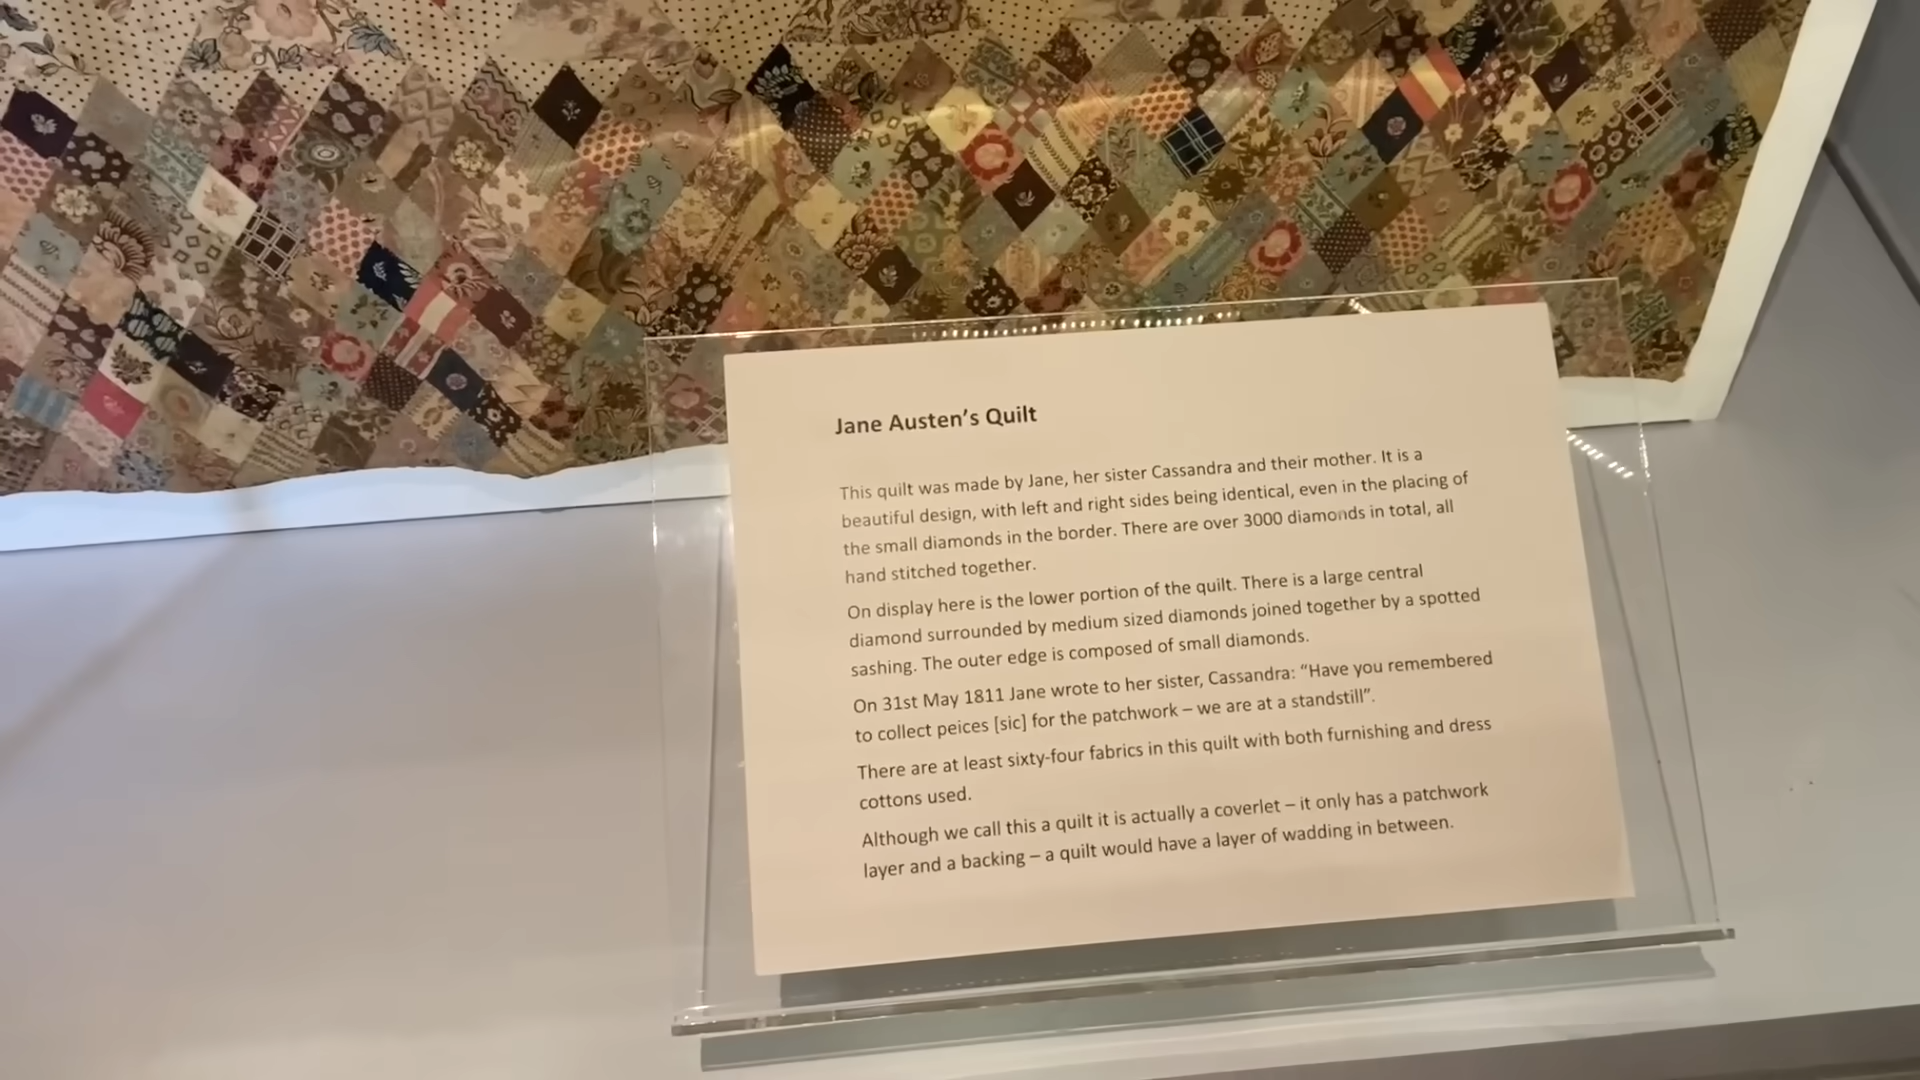 Jane Austen’s Quilt
This quilt was made by Jane, her sister Cassandra and their mother. It is a
beautiful design, with left and right sides being identical, even in the placing of
the small diamonds in the border. There are over 3000 diamonds in total, all
hand stitched together.
On display here is the lower portion of the quilt. There is a large central
diamond surrounded by medium sized diamonds joined together by a spotted
sashing. The outer edge is composed of small diamonds.
On 31st May 1811 Jane wrote to her sister, Cassandra: “Have you remembered
to collect peices [sic] for the patchwork – we are at a standstill”.
There are at least sixty-four fabrics in this quilt with both furnishing and dress
cottons used.
Although we call this a quilt it is actually a coverlet – it only has a patchwork
layer and a backing – a quilt would have a layer of wadding in between.